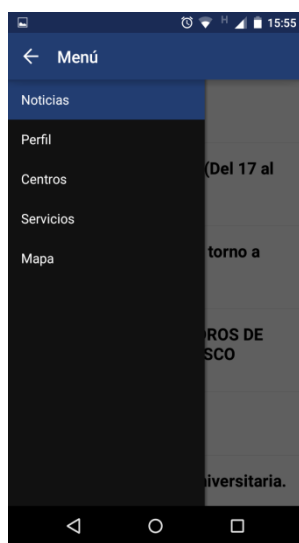 H 15:55
Menú
Noticias
Perfil
(Del 17 al
Centros
Servicios
torno a
Mapa
ROS DE
SCO
iversitaria.